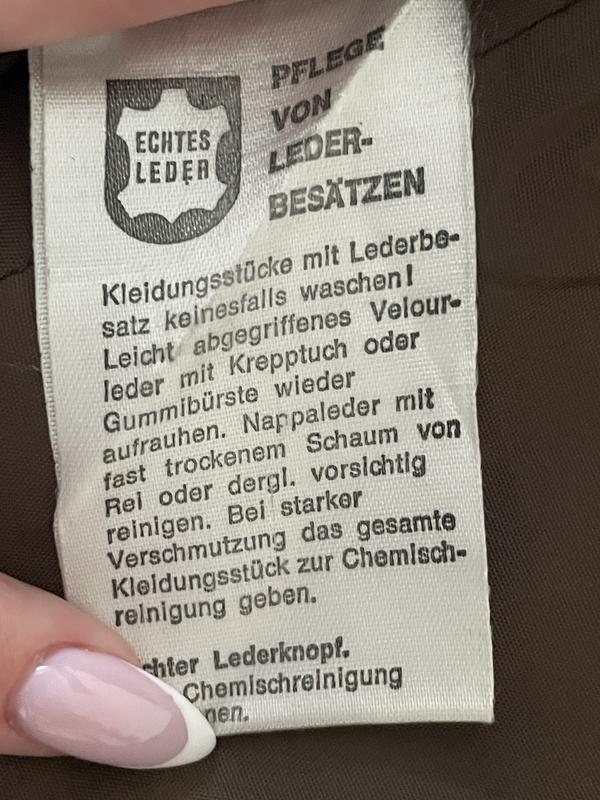 ECHTES
LEDER
PFLEGE
VON
LEDER-
BESÄTZEN
Kleidungsstücke mit Lederbe-
satz keinesfalls waschen!
Leicht abgegriffenes Velour-
leder mit Krepptuch oder
Gummibürste wieder
aufrauhen. Nappaleder mit
fast trockenem Schaum von
Rei oder dergl. vorsichtig
reinigen. Bei starker
Verschmutzung das gesamte
Kleidungsstück zur Chemisch-
reinigung geben.
chter Lederknopf.
Chemischreinigung
nen.